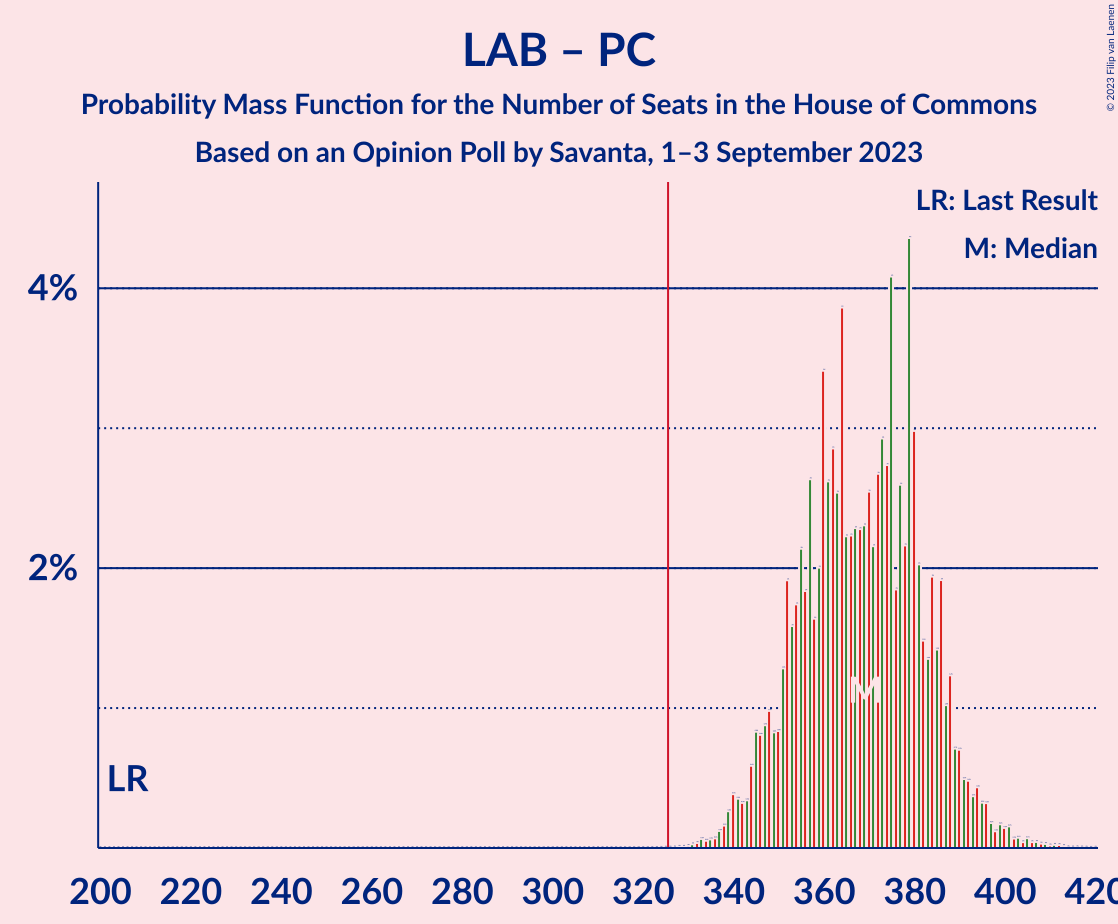 LAB – PC
Probability Mass Function for the Number of Seats in the House of Commons
Based on an Opinion Poll by Savanta, 1–3 September 2023
© 2023 Filip van Laenen
LR: Last Result
M: Median
4%
2%
M
LR
200 220 240 260 280 300 320 340 360 380 400 420